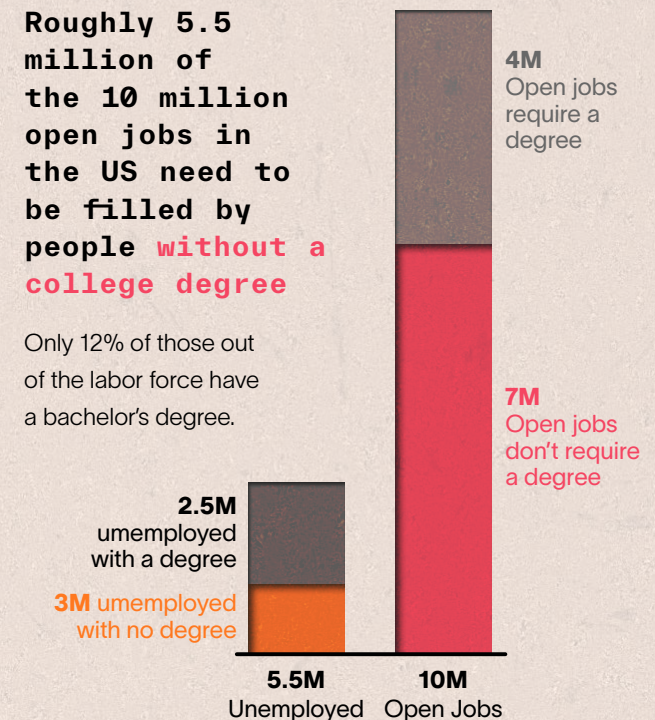 Roughly 5.5
million of
the 10 million
open jobs in
the US need to
be filled by
people without a
college degree
Only 12% of those out
of the labor force have
a bachelor's degree.
4M
Open jobs
require a
degree
7M
Open jobs
don't require
a degree
2.5M
umemployed
with a degree
3M umemployed
with no degree
5.5M
Unemployed
10M
Open Jobs